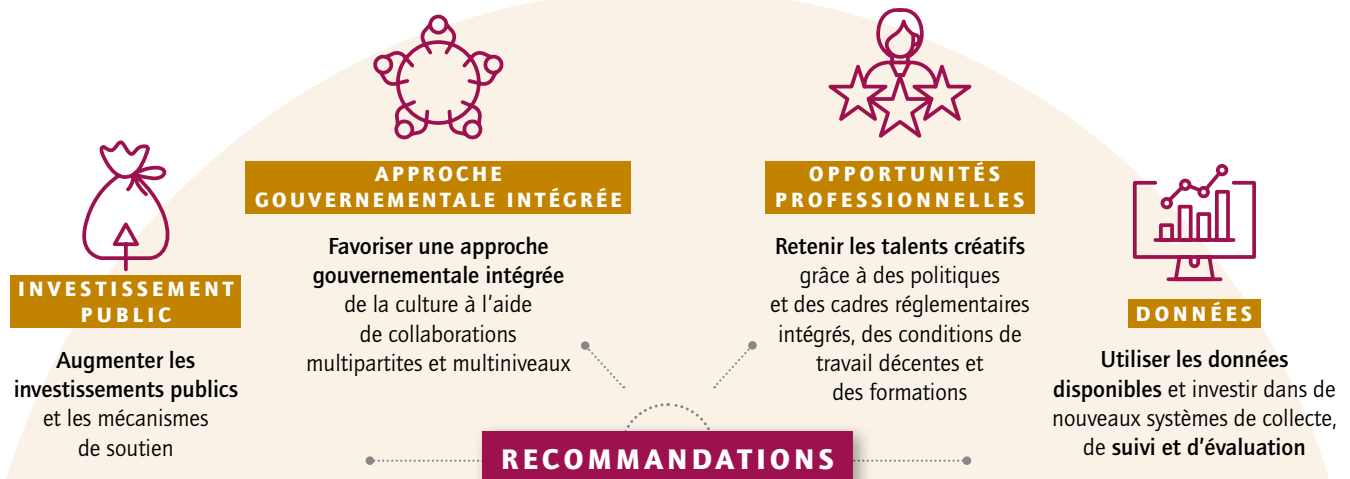 INVESTISSEMENT
PUBLIC
Augmenter les
investissements publics
et les mécanismes
de soutien
APPROCHE
GOUVERNEMENTALE INTÉGRÉE
Favoriser une approche
gouvernementale intégrée
de la culture à l'aide
de collaborations
multipartites et multiniveaux
OPPORTUNITÉS
PROFESSIONNELLES
Retenir les talents créatifs
grâce à des politiques
et des cadres réglementaires
intégrés, des conditions de
travail décentes et
des formations
DONNÉES
Utiliser les données
disponibles et investir dans de
nouveaux systèmes de collecte,
de suivi et d'évaluation
RECOMMANDATIONS